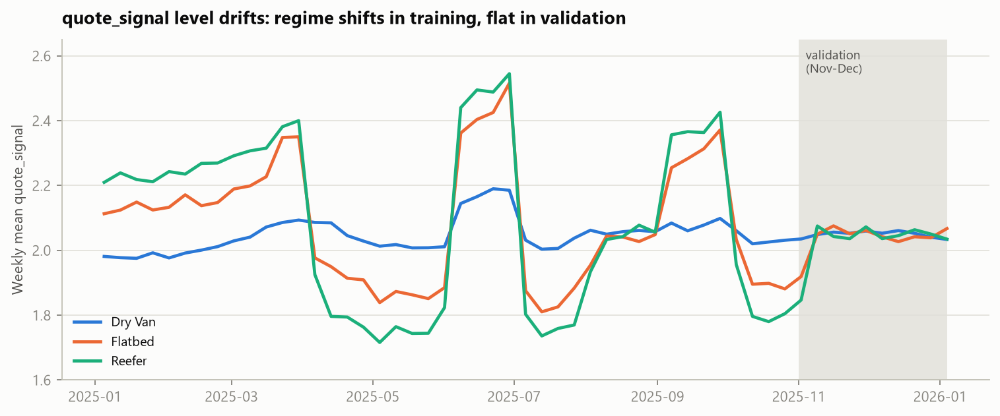 quote_signal level drifts: regime shifts in training, flat in validation
Weekly mean quote_signal
2.6
2.4
2.2
2.0
1.8
1.6
validation
(Nov-Dec)
Dry Van
Flatbed
Reefer
2025-01
2025-03
2025-05
2025-07
2025-09
2025-11
2026-01